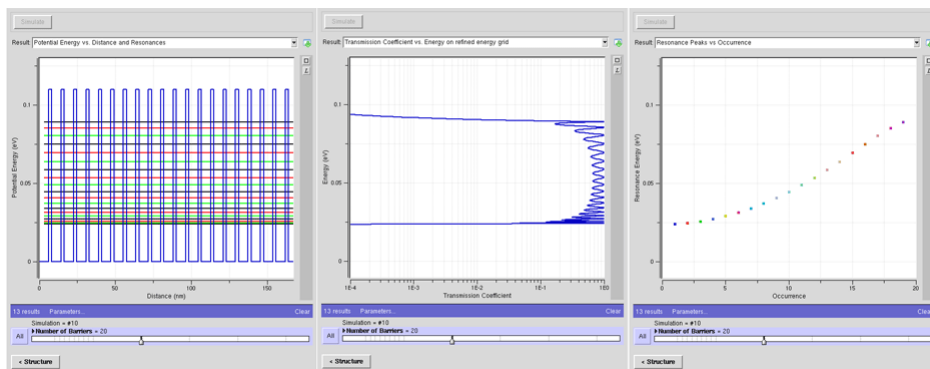 Simulate
Result: Potential Energy vs. Distance and Resonances
Potential Energy (eV)
0.1
0.05
0
0 50 100 150
Distance (nm)
13 results Parameters... Clear
Simulation = #10
All
Number of Barriers = 20
< Structure
Simulate
Result: Transmission Coefficient vs. Energy on refined energy grid
Energy (eV)
0.1
0.05
0
1E-4 1E-3 1E-2 1E-1 1E0
Transmission Coefficient
13 results Parameters... Clear
Simulation = #10
All
Number of Barriers = 20
< Structure
Simulate
Result: Resonance Peaks vs Occurrence
Resonance Energy (eV)
0.1
0.05
0
0 5 10 15 20
Occurrence
13 results Parameters... Clear
Simulation = #10
All
Number of Barriers = 20
< Structure